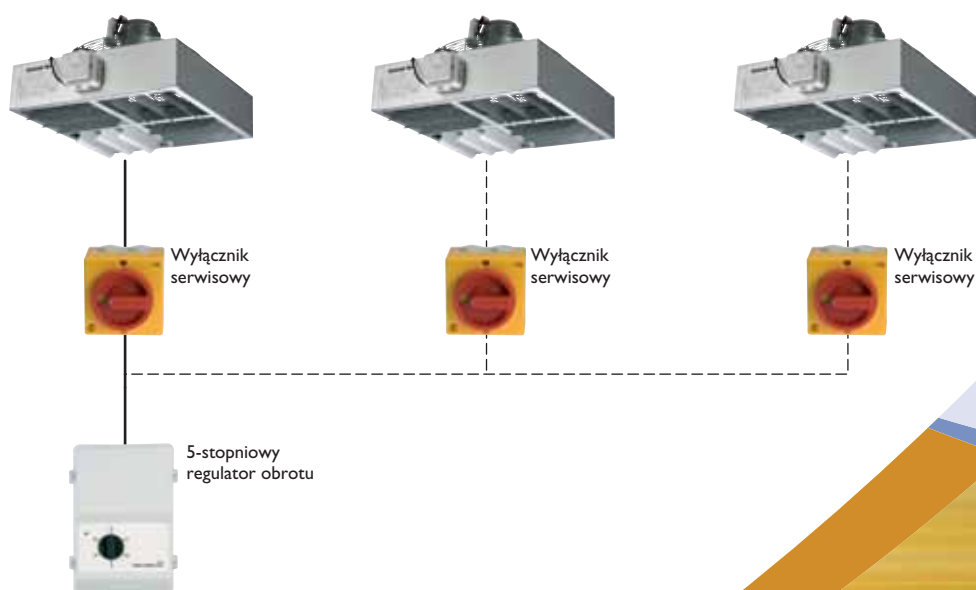 Wyłącznik
serwisowy
Wyłącznik
serwisowy
Wyłącznik
serwisowy
5-stopniowy
regulator obrotu